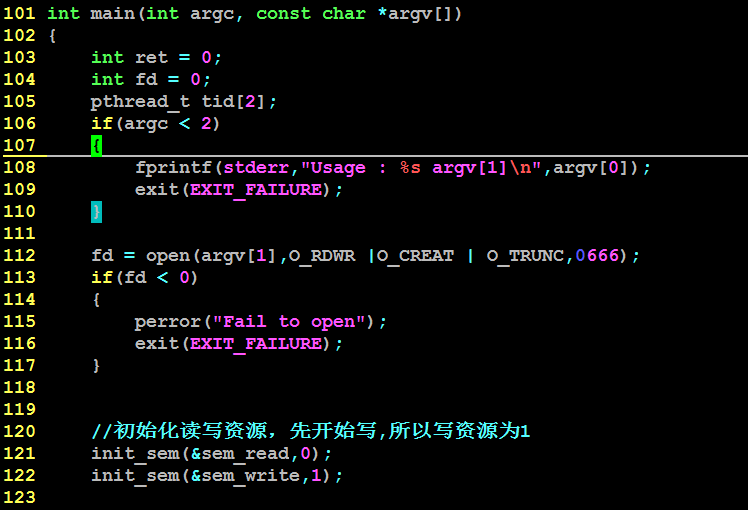 101 int main(int argc, const char *argv[])
102 {
103     int ret = 0;
104     int fd = 0;
105     pthread_t tid[2];
106     if(argc < 2)
107     {
108         fprintf(stderr,"Usage : %s argv[1]\n",argv[0]);
109         exit(EXIT_FAILURE);
110     }
111
112     fd = open(argv[1],O_RDWR |O_CREAT | O_TRUNC,0666);
113     if(fd < 0)
114     {
115         perror("Fail to open");
116         exit(EXIT_FAILURE);
117     }
118
119
120     //初始化读写资源，先开始写,所以写资源为1
121     init_sem(&sem_read,0);
122     init_sem(&sem_write,1);
123